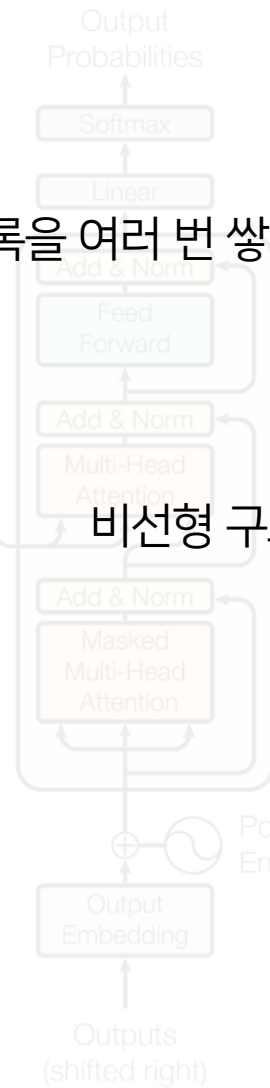 Output
Probabilities
Softmax
Linear
록을 여러 번 쌓
Add & Norm
Feed
Forward
Add & Norm
Multi-Head
Attention
비선형 구
Add & Norm
Masked
Multi-Head
Attention
Output
Embedding
Outputs
(shifted right)